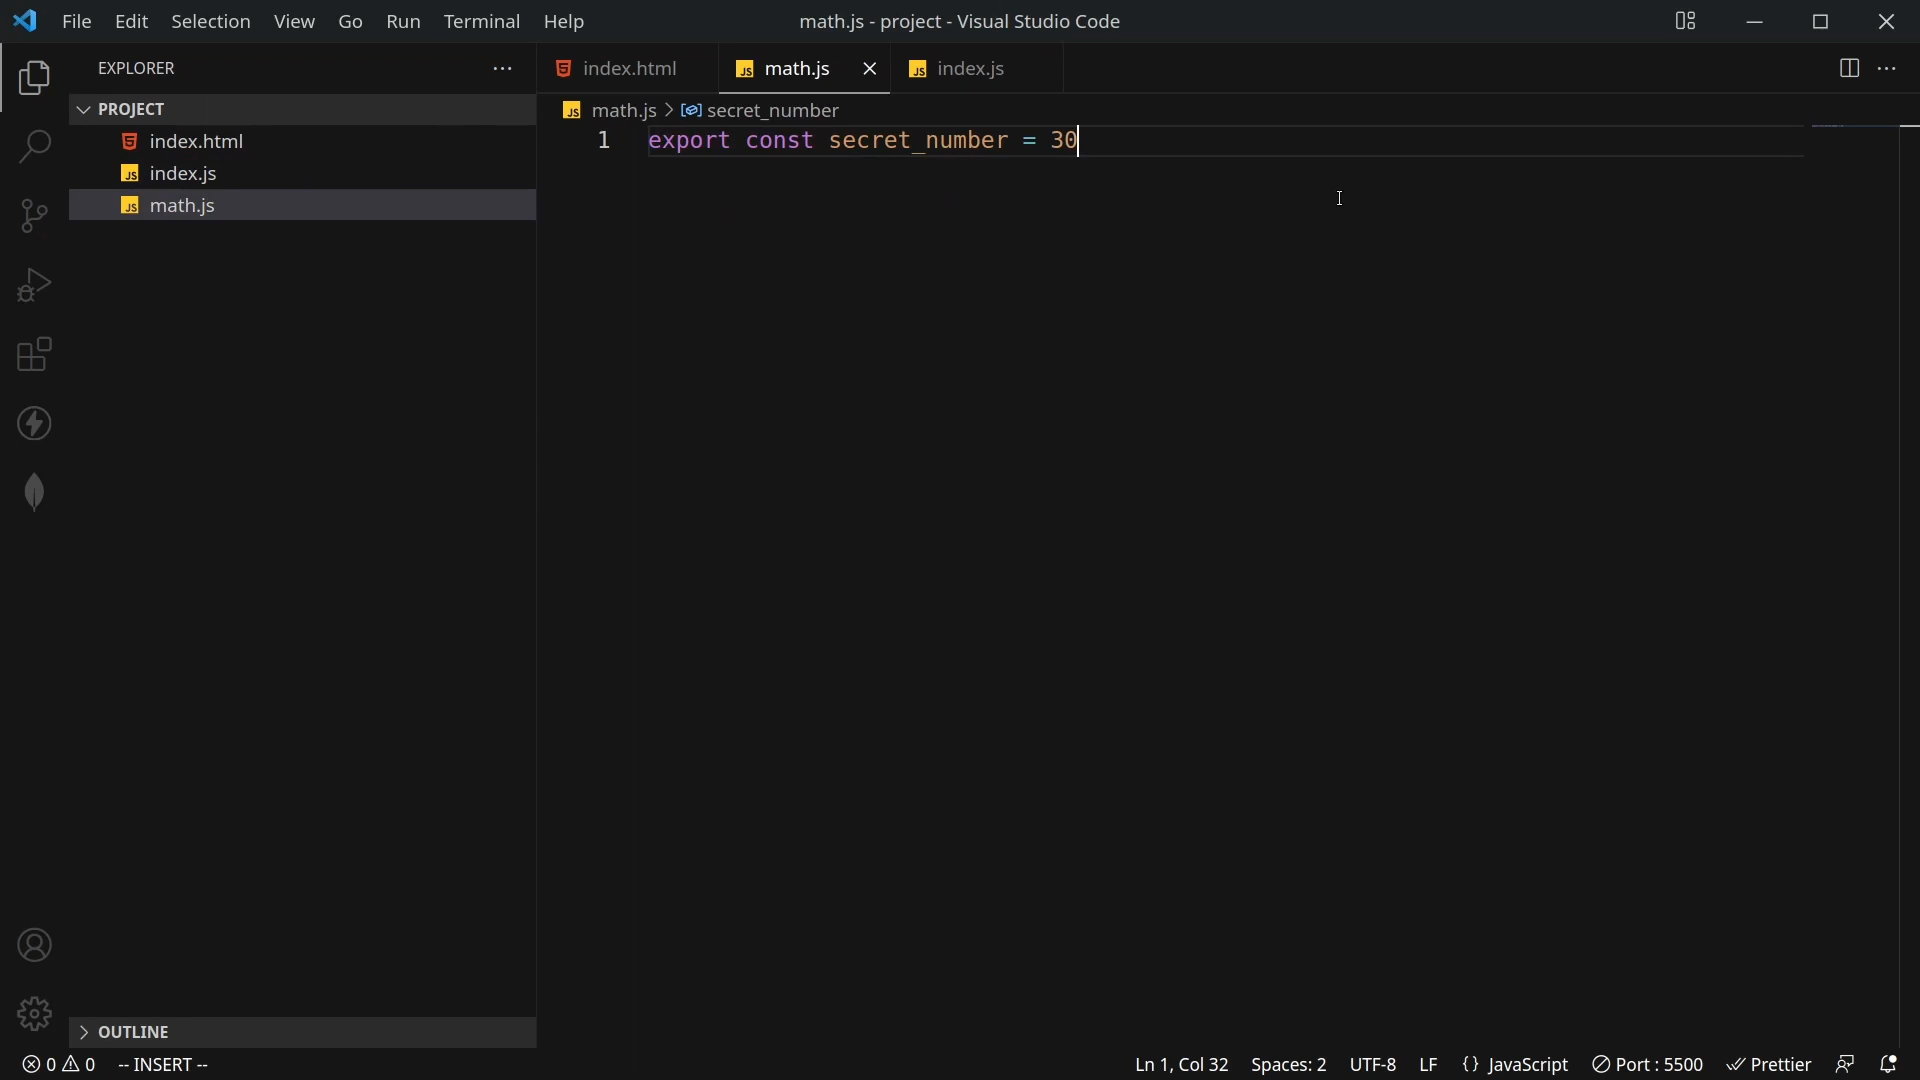 File Edit Selection View Go Run Terminal Help
math.js - project - Visual Studio Code
EXPLORER
PROJECT
index.html
index.js
math.js
OUTLINE
index.html
math.js
index.js
math.js > secret_number
1 export const secret_number = 30
0 0 -- INSERT --
Ln 1, Col 32 Spaces: 2 UTF-8 LF {} JavaScript Port : 5500 Prettier